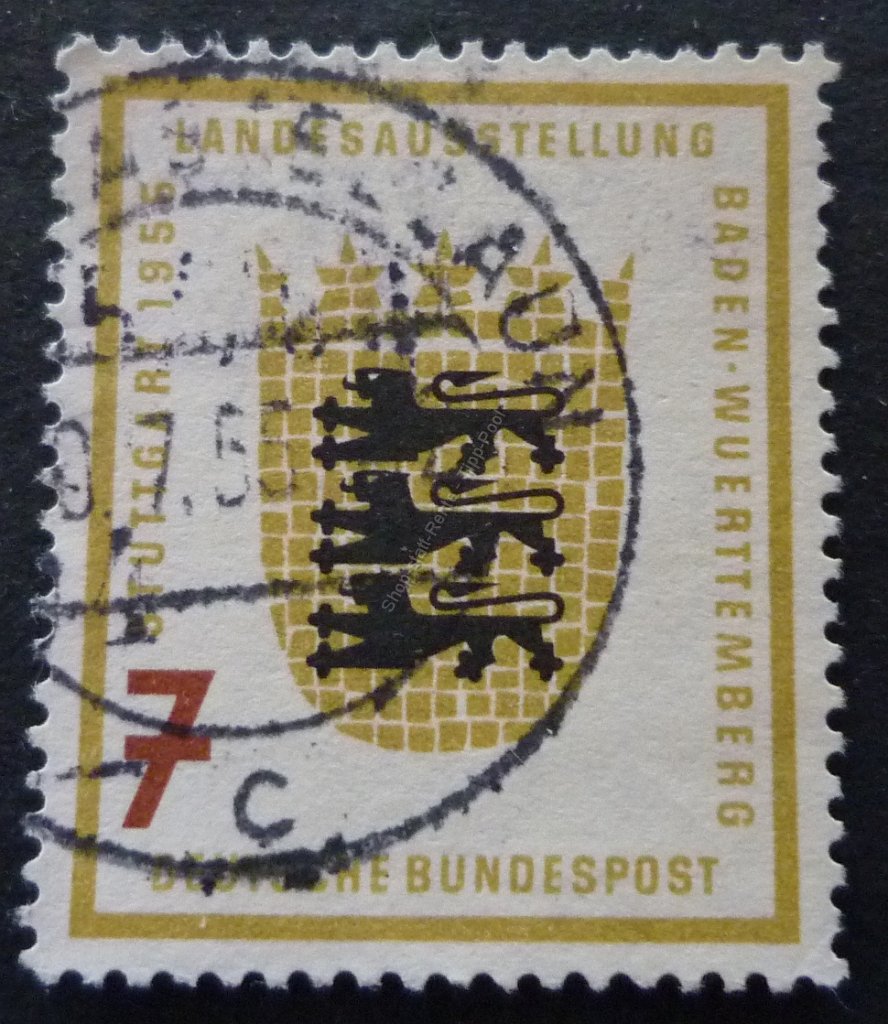 LANDESAUSSTELLUNG
BADEN-WUERTTEMBERG
STUTTGART 1955
7
DEUTSCHE BUNDESPOST
C